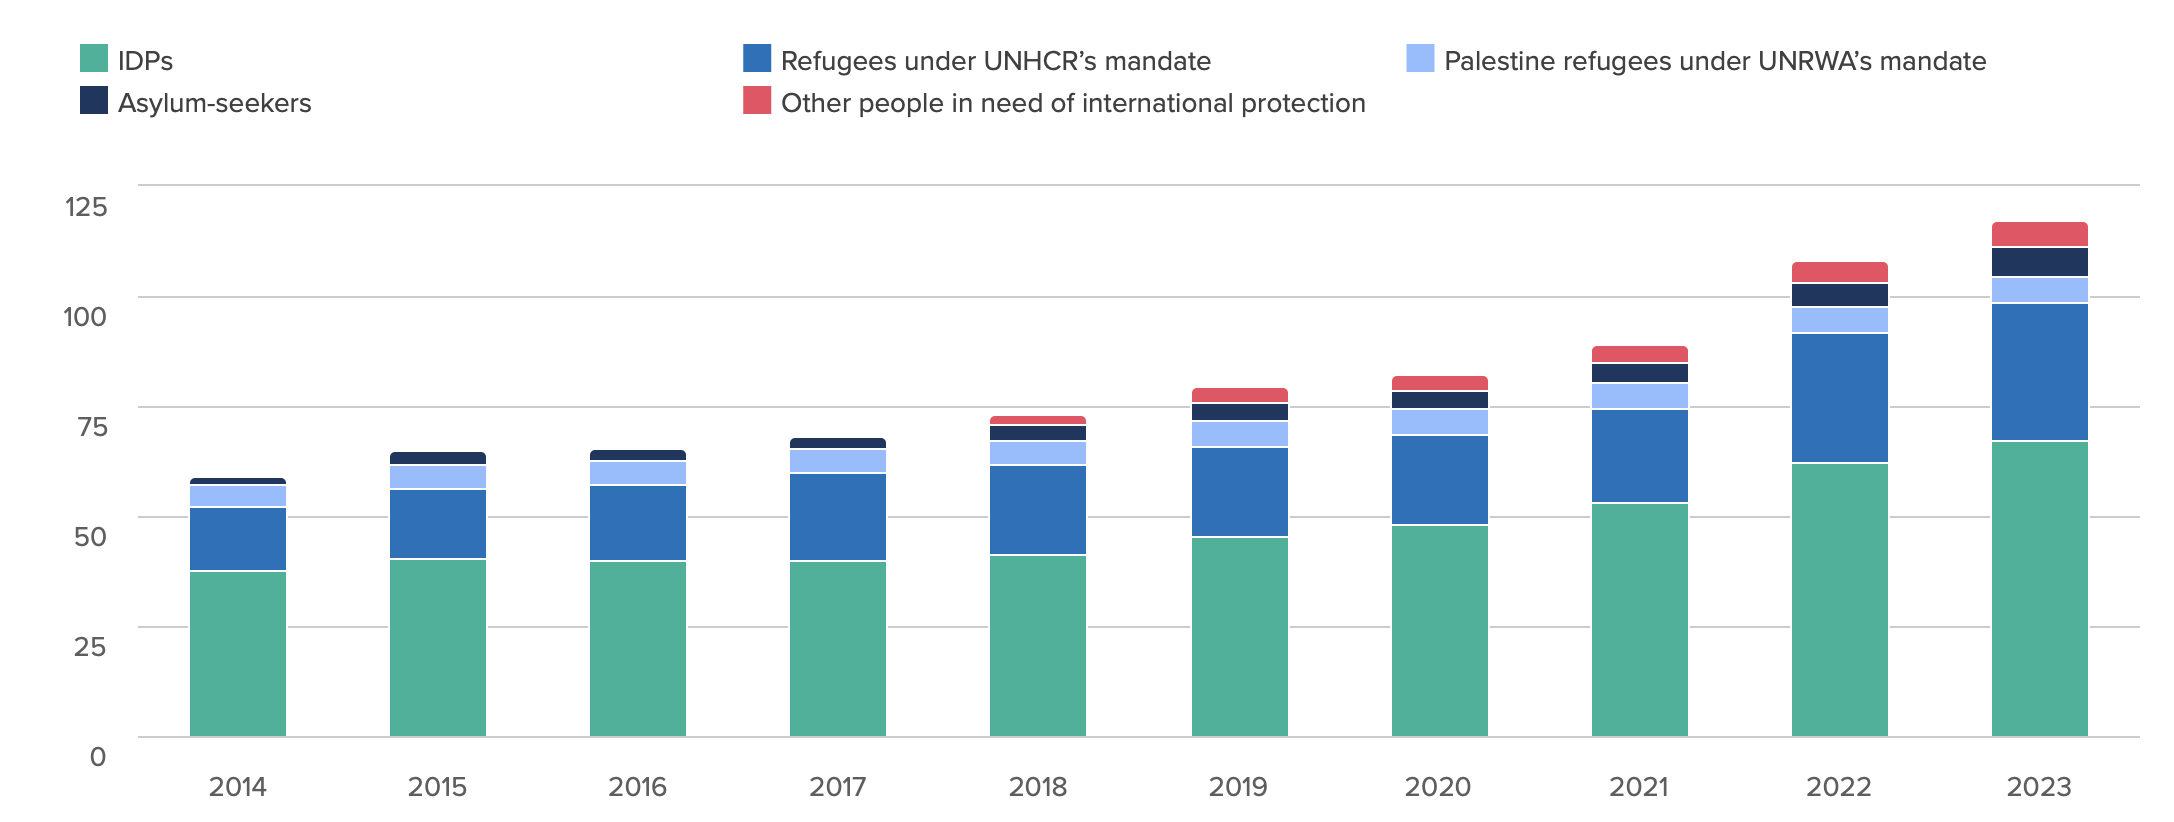 IDPs
Refugees under UNHCR’s mandate
Palestine refugees under UNRWA’s mandate
Asylum-seekers
Other people in need of international protection
125
100
75
50
25
0
2014 2015 2016 2017 2018 2019 2020 2021 2022 2023